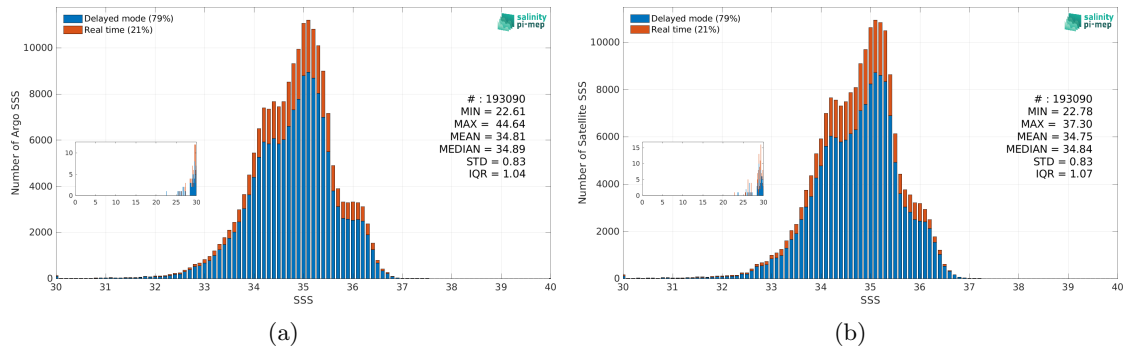 Delayed mode (79%)
Real time (21%)
salinity
pi-mep
Number of Argo SSS
10000
8000
6000
4000
2000
0
# : 193090
MIN = 22.61
MAX = 44.64
MEAN = 34.81
MEDIAN = 34.89
STD = 0.83
IQR = 1.04
10
5
0
0 5 10 15 20 25 30
30 31 32 33 34 35 36 37 38 39 40
SSS
(a)
Delayed mode (79%)
Real time (21%)
salinity
pi-mep
Number of Satellite SSS
10000
8000
6000
4000
2000
0
# : 193090
MIN = 22.78
MAX = 37.30
MEAN = 34.75
MEDIAN = 34.84
STD = 0.83
IQR = 1.07
15
10
5
0
0 5 10 15 20 25 30
30 31 32 33 34 35 36 37 38 39 40
SSS
(b)